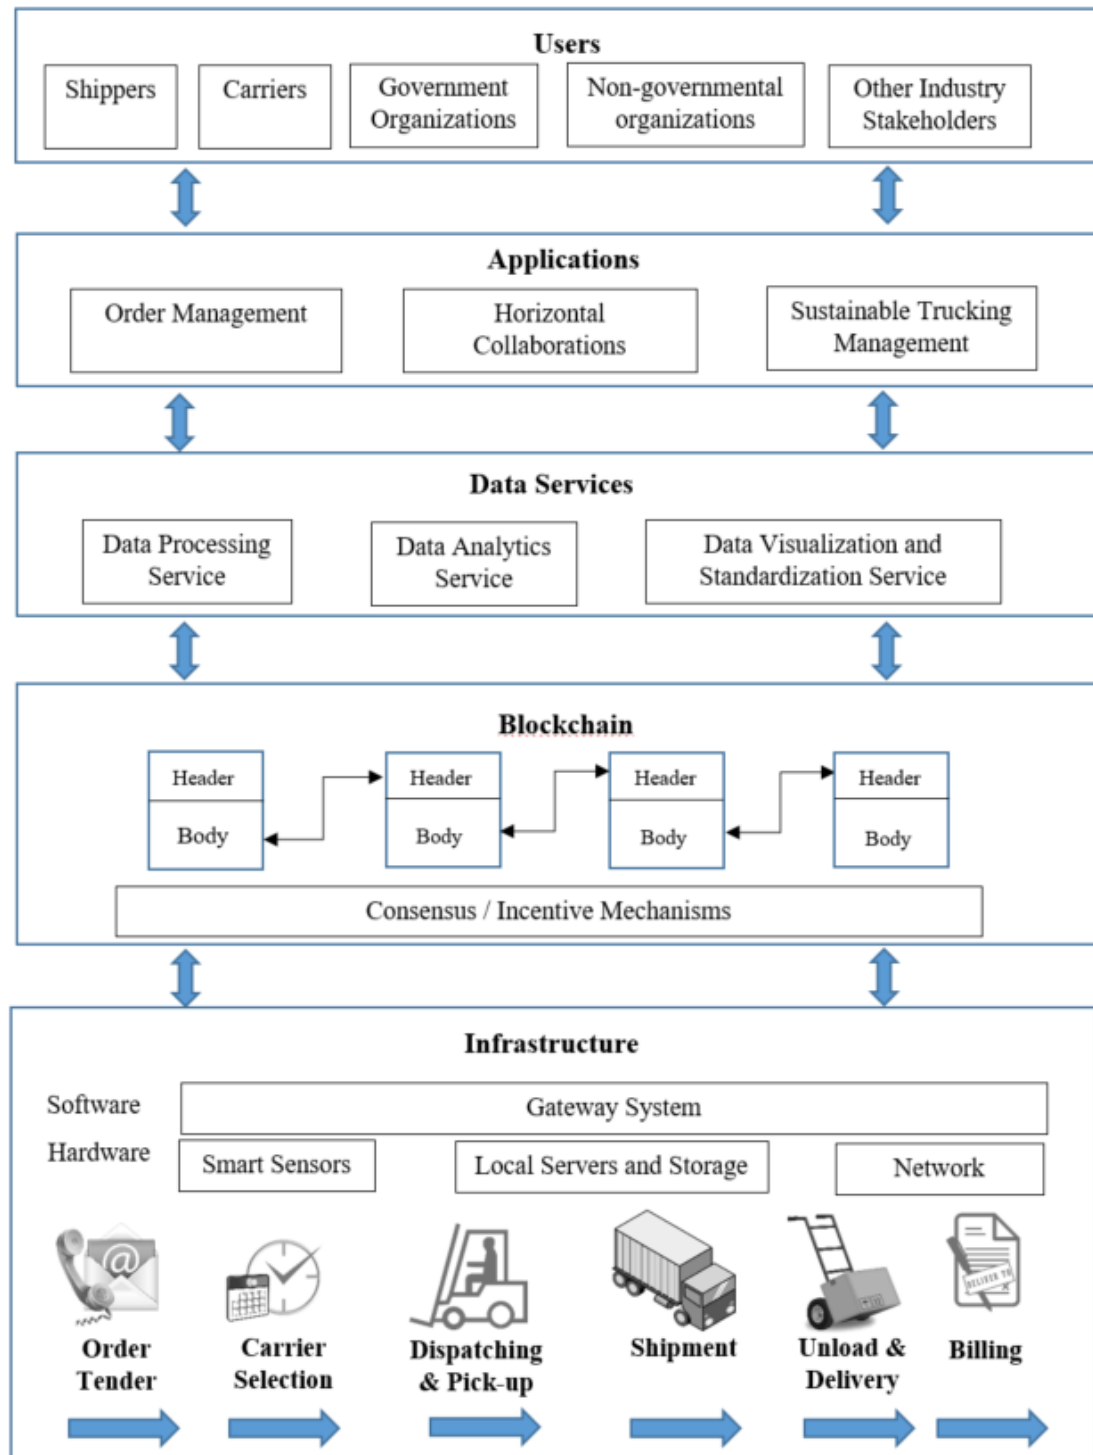 Users
Shippers
Carriers
Government
Organizations
Non-governmental
organizations
Other Industry
Stakeholders
Applications
Order Management
Horizontal
Collaborations
Sustainable Trucking
Management
Data Services
Data Processing
Service
Data Analytics
Service
Data Visualization and
Standardization Service
Blockchain
Header
Header
Header
Header
Body
Body
Body
Body
Consensus / Incentive Mechanisms
Infrastructure
Software
Gateway System
Hardware
Smart Sensors
Local Servers and Storage
Network
@
DELIVER TO
Order
Tender
Carrier
Selection
Dispatching
& Pick-up
Shipment
Unload &
Delivery
Billing